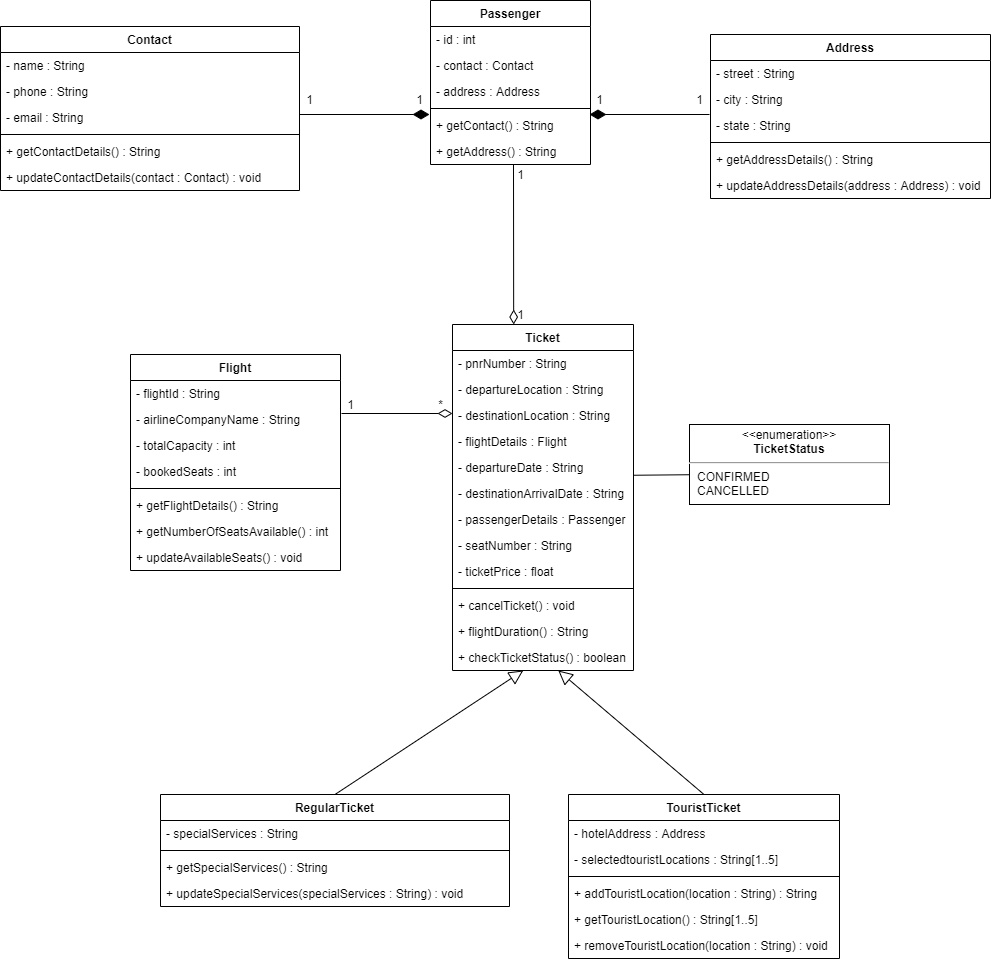 Passenger
- id : int
- contact : Contact
- address : Address
+ getContact() : String
+ getAddress() : String
Contact
- name : String
- phone : String
- email : String
+ getContactDetails() : String
+ updateContactDetails(contact : Contact) : void
1
1
1
1
Address
- street : String
- city : String
- state : String
+ getAddressDetails() : String
+ updateAddressDetails(address : Address) : void
1
1
Ticket
- pnrNumber : String
- departureLocation : String
- destinationLocation : String
- flightDetails : Flight
- departureDate : String
- destinationArrivalDate : String
- passengerDetails : Passenger
- seatNumber : String
- ticketPrice : float
+ cancelTicket() : void
+ flightDuration() : String
+ checkTicketStatus() : boolean
Flight
- flightId : String
- airlineCompanyName : String
- totalCapacity : int
- bookedSeats : int
+ getFlightDetails() : String
+ getNumberOfSeatsAvailable() : int
+ updateAvailableSeats() : void
1
*
<<enumeration>>
TicketStatus
CONFIRMED
CANCELLED
RegularTicket
- specialServices : String
+ getSpecialServices() : String
+ updateSpecialServices(specialServices : String) : void
TouristTicket
- hotelAddress : Address
- selectedtouristLocations : String[1..5]
+ addTouristLocation(location : String) : String
+ getTouristLocation() : String[1..5]
+ removeTouristLocation(location : String) : void